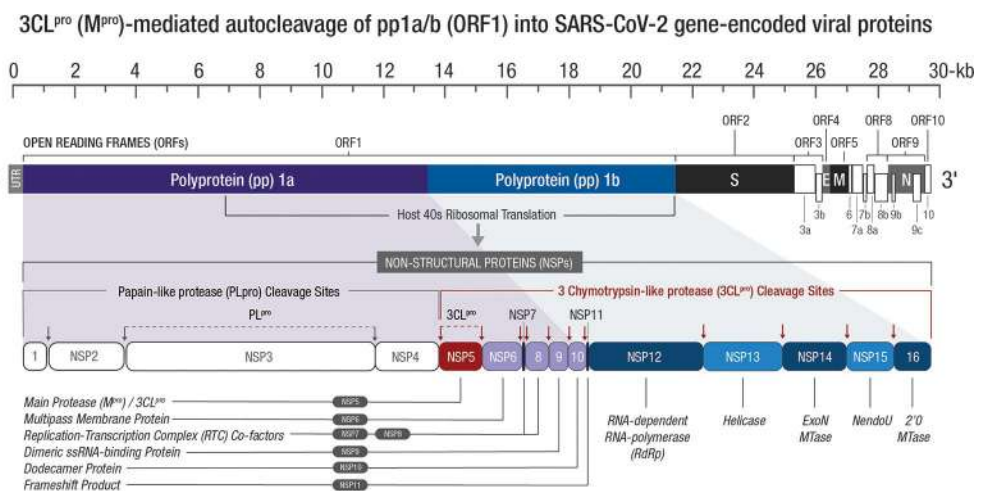 3CLpro (Mpro)-mediated autocleavage of pp1a/b (ORF1) into SARS-CoV-2 gene-encoded viral proteins
0 2 4 6 8 10 12 14 16 18 20 22 24 26 28 30-kb
ORF2 ORF4 ORF8 ORF10
OPEN READING FRAMES (ORFs) ORF1 ORF3 ORF5 ORF9
UTR Polyprotein (pp) 1a Polyprotein (pp) 1b S E M N 3'
Host 40s Ribosomal Translation
3b 6 7b 8b 9b 10
3a 7a 8a 9c
NON-STRUCTURAL PROTEINS (NSPs)
Papain-like protease (PLpro) Cleavage Sites 3 Chymotrypsin-like protease (3CLpro) Cleavage Sites
PLpro 3CLpro NSP7 NSP11
1 NSP2 NSP3 NSP4 NSP5 NSP6 8 9 10 NSP12 NSP13 NSP14 NSP15 16
Main Protease (Mpro) / 3CLpro NSP5
Multipass Membrane Protein NSP6
Replication-Transcription Complex (RTC) Co-factors NSP7 NSP8
Dimeric ssRNA-binding Protein NSP9
Dodecamer Protein NSP10
Frameshift Product NSP11
RNA-dependent Helicase ExoN NendoU 2'0
RNA-polymerase MTase MTase
(RdRp)